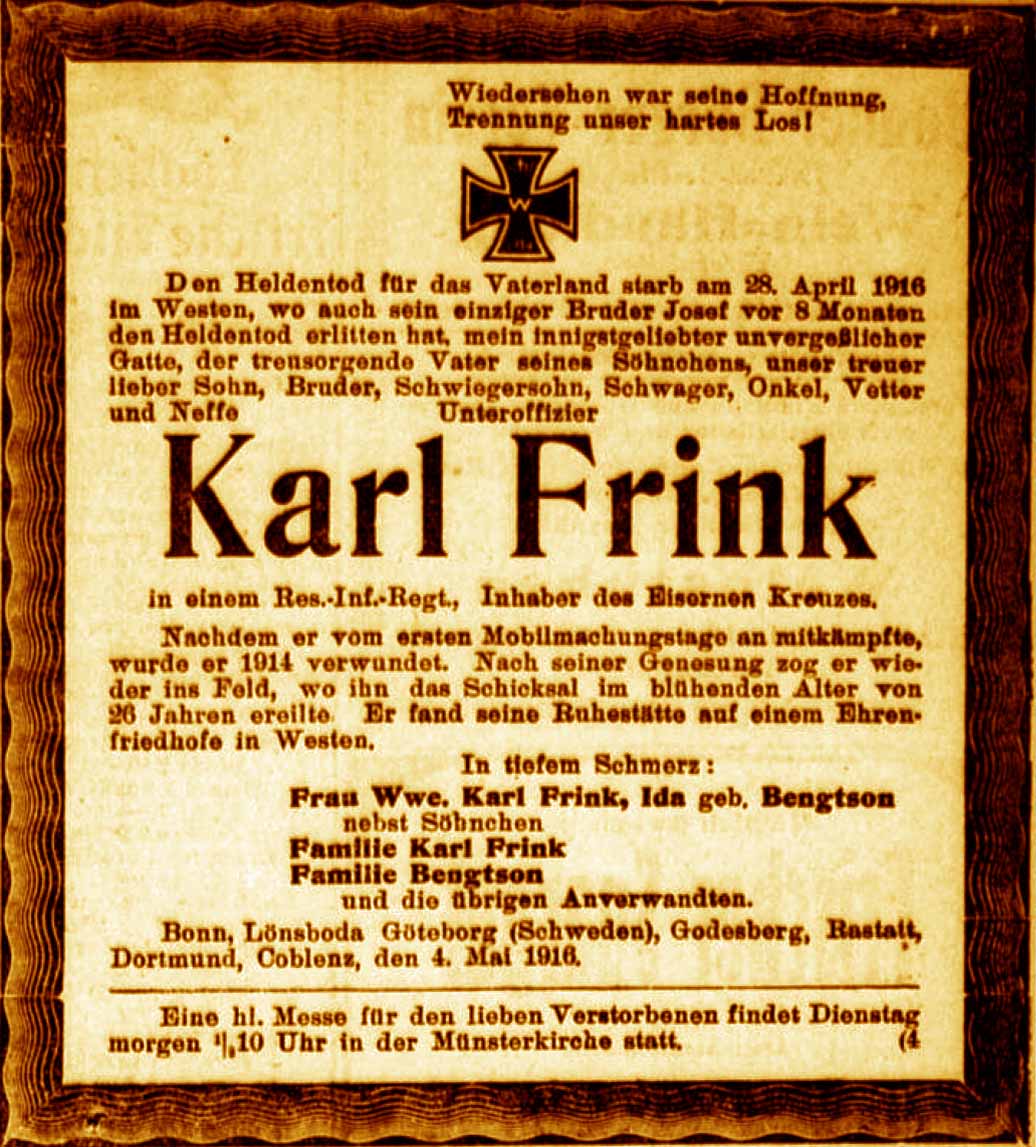 Wiedersehen war seine Hoffnung,
Trennung unser hartes Los!
W
Den Heldentod für das Vaterland starb am 28. April 1916
im Westen, wo auch sein einziger Bruder Josef vor 8 Monaten
den Heldentod erlitten hat, mein innigstgeliebter unvergeßlicher
Gatte, der treusorgende Vater seines Söhnchens, unser treuer
lieber Sohn, Bruder, Schwiegersohn, Schwager, Onkel, Vetter
und Neffe Unteroffizier
Karl Frink
in einem Res.-Inf.-Regt., Inhaber des Eisernen Kreuzes.
Nachdem er vom ersten Mobilmachungstage an mitkämpfte,
wurde er 1914 verwundet. Nach seiner Genesung zog er wie-
der ins Feld, wo ihn das Schicksal im blühenden Alter von
26 Jahren ereilte. Er fand seine Ruhestätte auf einem Ehren-
friedhofe in Westen.
In tiefem Schmerz:
Frau Wwe. Karl Frink, Ida geb. Bengtson
nebst Söhnchen
Familie Karl Frink
Familie Bengtson
und die übrigen Anverwandten.
Bonn, Lönsboda Göteborg (Schweden), Godesberg, Rastatt,
Dortmund, Coblenz, den 4. Mai 1916.
Eine hl. Messe für den lieben Verstorbenen findet Dienstag
morgen ½10 Uhr in der Münsterkirche statt. (4